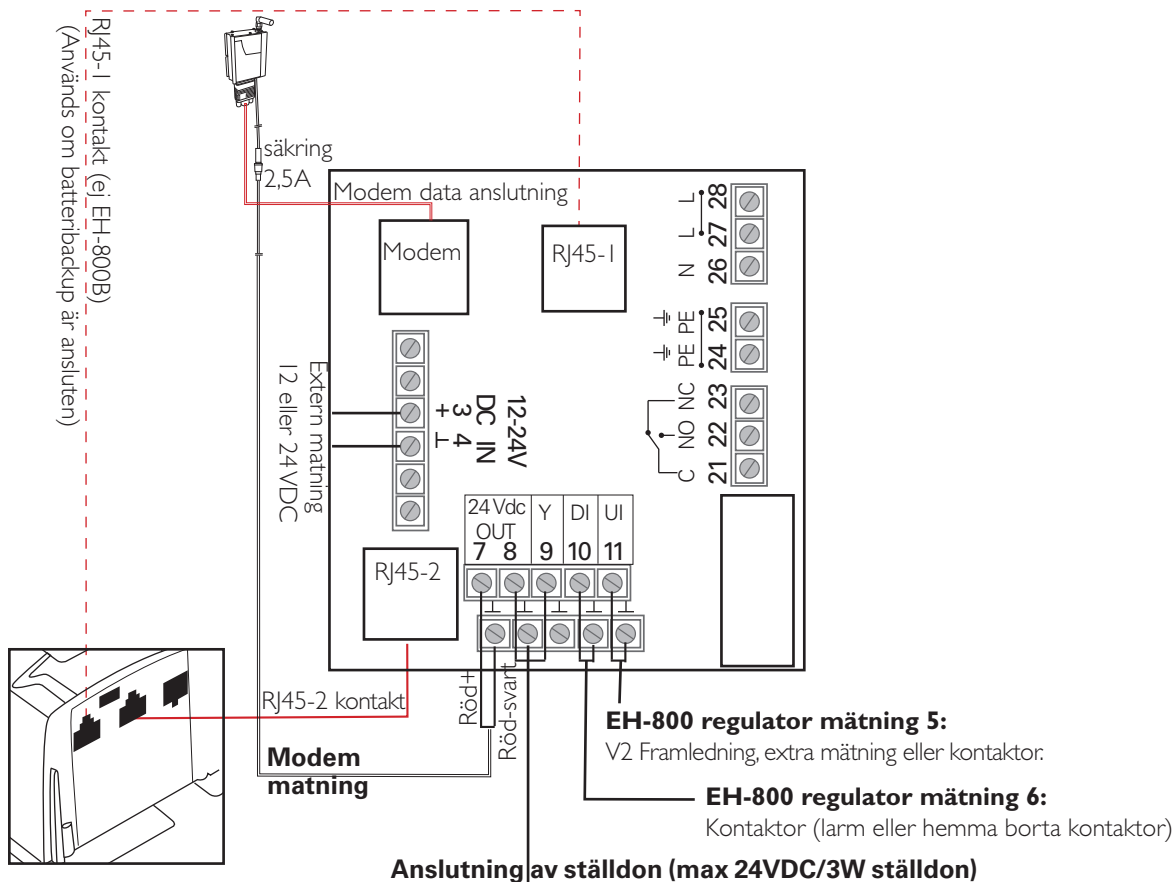 RJ45-1 kontakt (ej EH-800B)
(Används om batteribackup är ansluten)
säkring
2,5A
Modem data anslutning
Modem
RJ45-1
L 28
L 27
N 26
PE 25
PE 24
NC 23
NO 22
C 21
Extern matning
12 eller 24 VDC
12-24V
DC IN
+ 3
4
24 Vdc
OUT
Y
DI
UI
7 8 9 10 11
RJ45-2
RJ45-2 kontakt
Röd+
Röd-svart
Modem
matning
EH-800 regulator mätning 5:
V2 Framledning, extra mätning eller kontaktor.
EH-800 regulator mätning 6:
Kontaktor (larm eller hemma borta kontaktor)
Anslutning av ställdon (max 24VDC/3W ställdon)